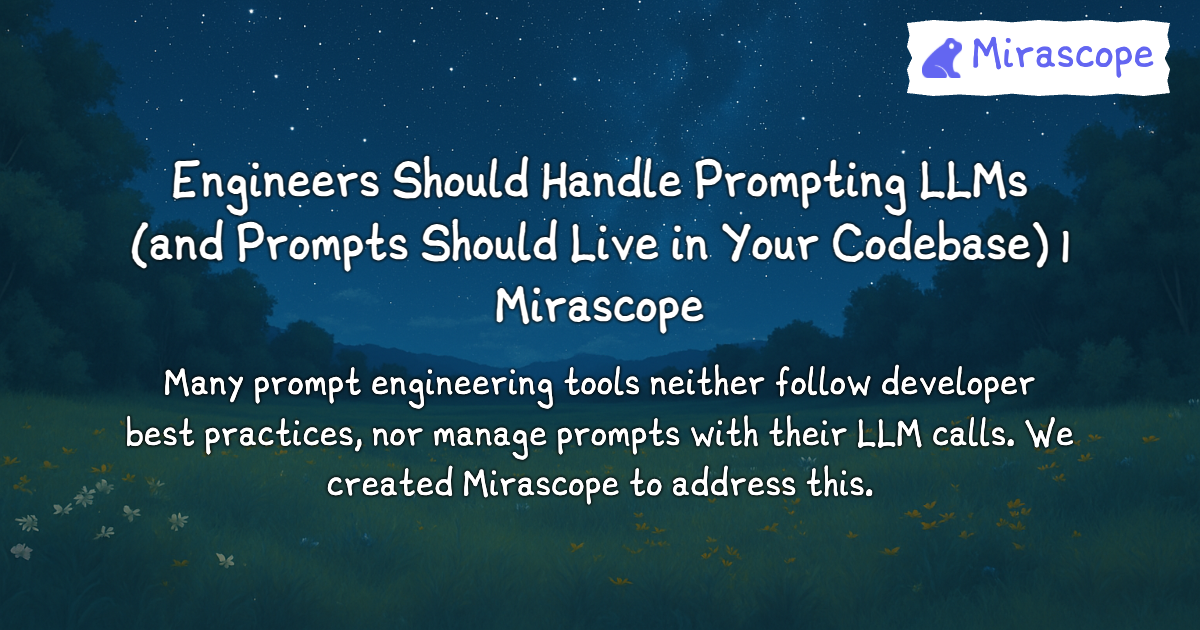 Mirascope
Engineers Should Handle Prompting LLMs
(and Prompts Should Live in Your Codebase) |
Mirascope
Many prompt engineering tools neither follow developer
best practices, nor manage prompts with their LLM calls. We
created Mirascope to address this.